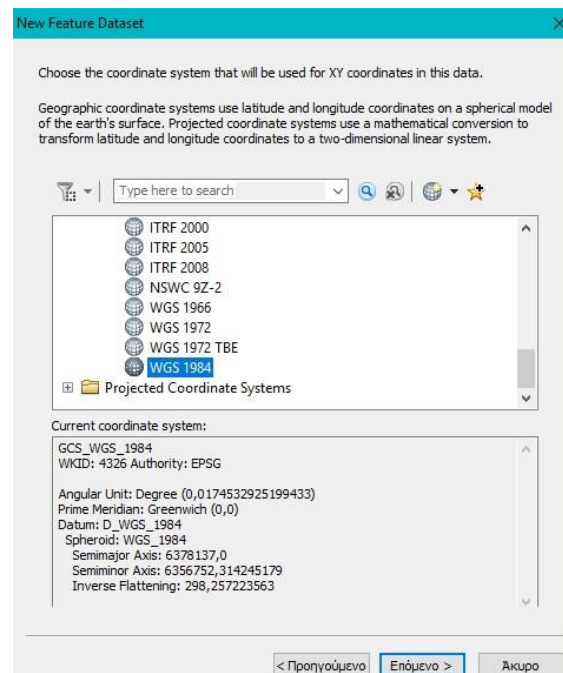 New Feature Dataset
Choose the coordinate system that will be used for XY coordinates in this data.
Geographic coordinate systems use latitude and longitude coordinates on a spherical model
of the earth's surface. Projected coordinate systems use a mathematical conversion to
transform latitude and longitude coordinates to a two-dimensional linear system.
Type here to search
ITRF 2000
ITRF 2005
ITRF 2008
NSWC 9Z-2
WGS 1966
WGS 1972
WGS 1972 TBE
WGS 1984
Projected Coordinate Systems
Current coordinate system:
GCS_WGS_1984
WKID: 4326 Authority: EPSG
Angular Unit: Degree (0,0174532925199433)
Prime Meridian: Greenwich (0,0)
Datum: D_WGS_1984
Spheroid: WGS_1984
Semimajor Axis: 6378137,0
Semiminor Axis: 6356752,314245179
Inverse Flattening: 298,257223563
< Προηγούμενο Επόμενο > Άκυρο